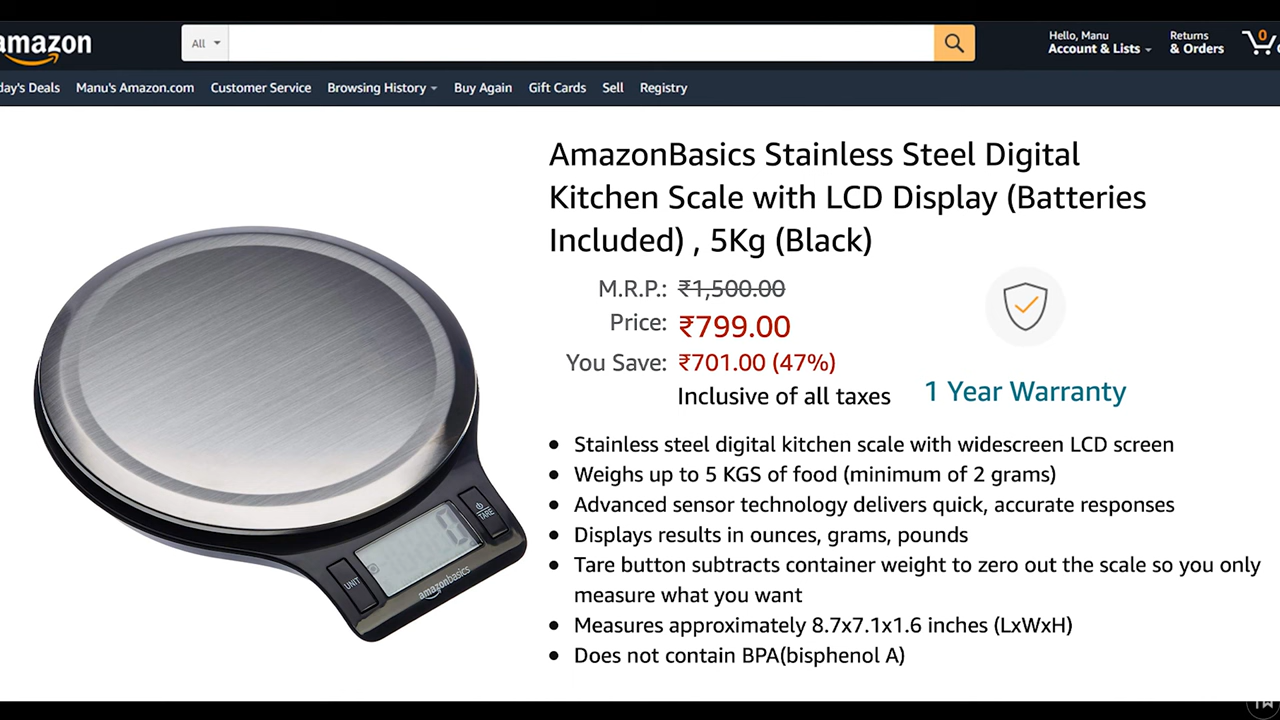 amazon
All
Hello, Manu
Account & Lists
Returns
& Orders
0
day's Deals Manu's Amazon.com Customer Service Browsing History Buy Again Gift Cards Sell Registry
AmazonBasics Stainless Steel Digital
Kitchen Scale with LCD Display (Batteries
Included) , 5Kg (Black)
M.R.P.: ₹1,500.00
Price: ₹799.00
You Save: ₹701.00 (47%)
Inclusive of all taxes
1 Year Warranty
• Stainless steel digital kitchen scale with widescreen LCD screen
• Weighs up to 5 KGS of food (minimum of 2 grams)
• Advanced sensor technology delivers quick, accurate responses
• Displays results in ounces, grams, pounds
• Tare button subtracts container weight to zero out the scale so you only
measure what you want
• Measures approximately 8.7x7.1x1.6 inches (LxWxH)
• Does not contain BPA(bisphenol A)
0
TARE
UNIT
amazonbasics